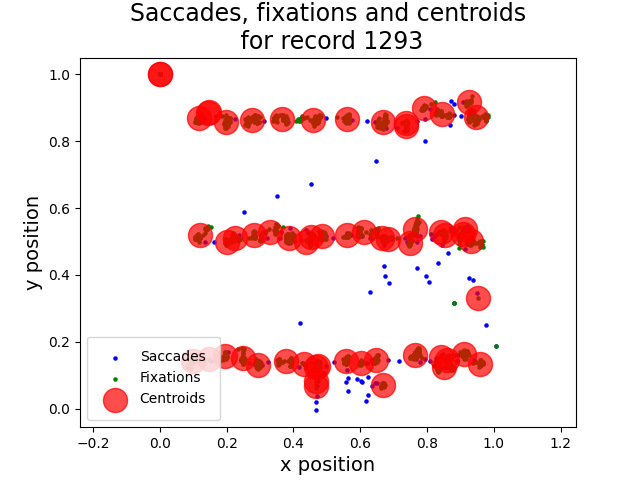 Saccades, fixations and centroids
for record 1293
1.0
0.8
0.6
0.4
0.2
0.0
y position
Saccades
Fixations
Centroids
−0.2
0.0
0.2
0.4
0.6
0.8
1.0
1.2
x position